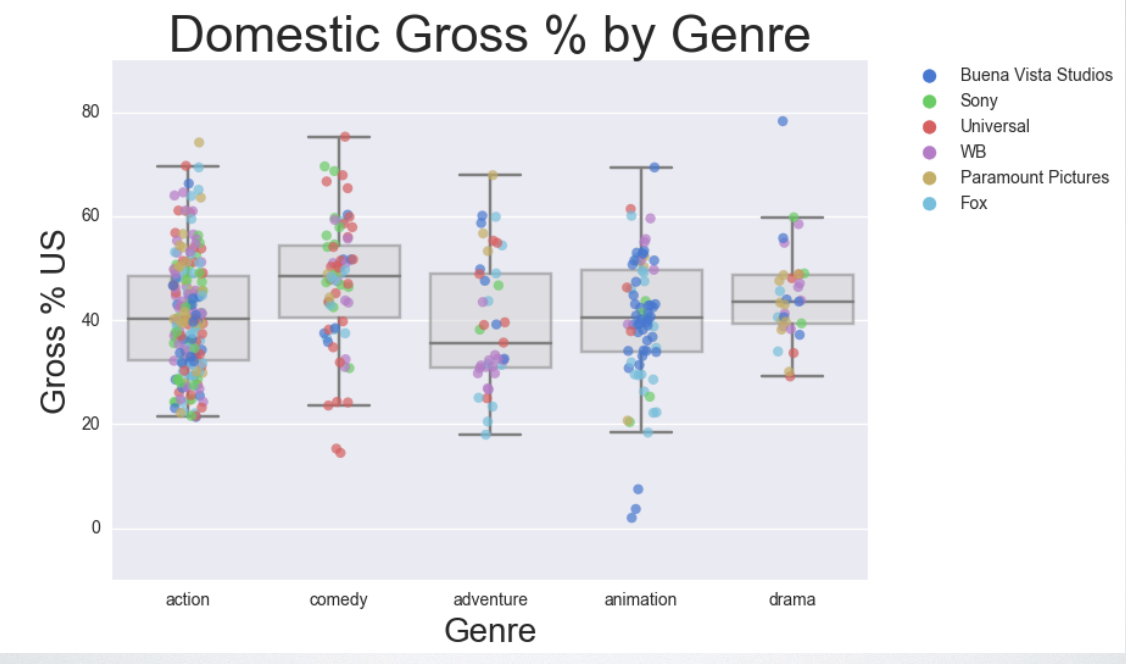 Domestic Gross % by Genre
Buena Vista Studios
Sony
Universal
WB
Paramount Pictures
Fox
Gross % US
80
60
40
20
0
action comedy adventure animation drama
Genre